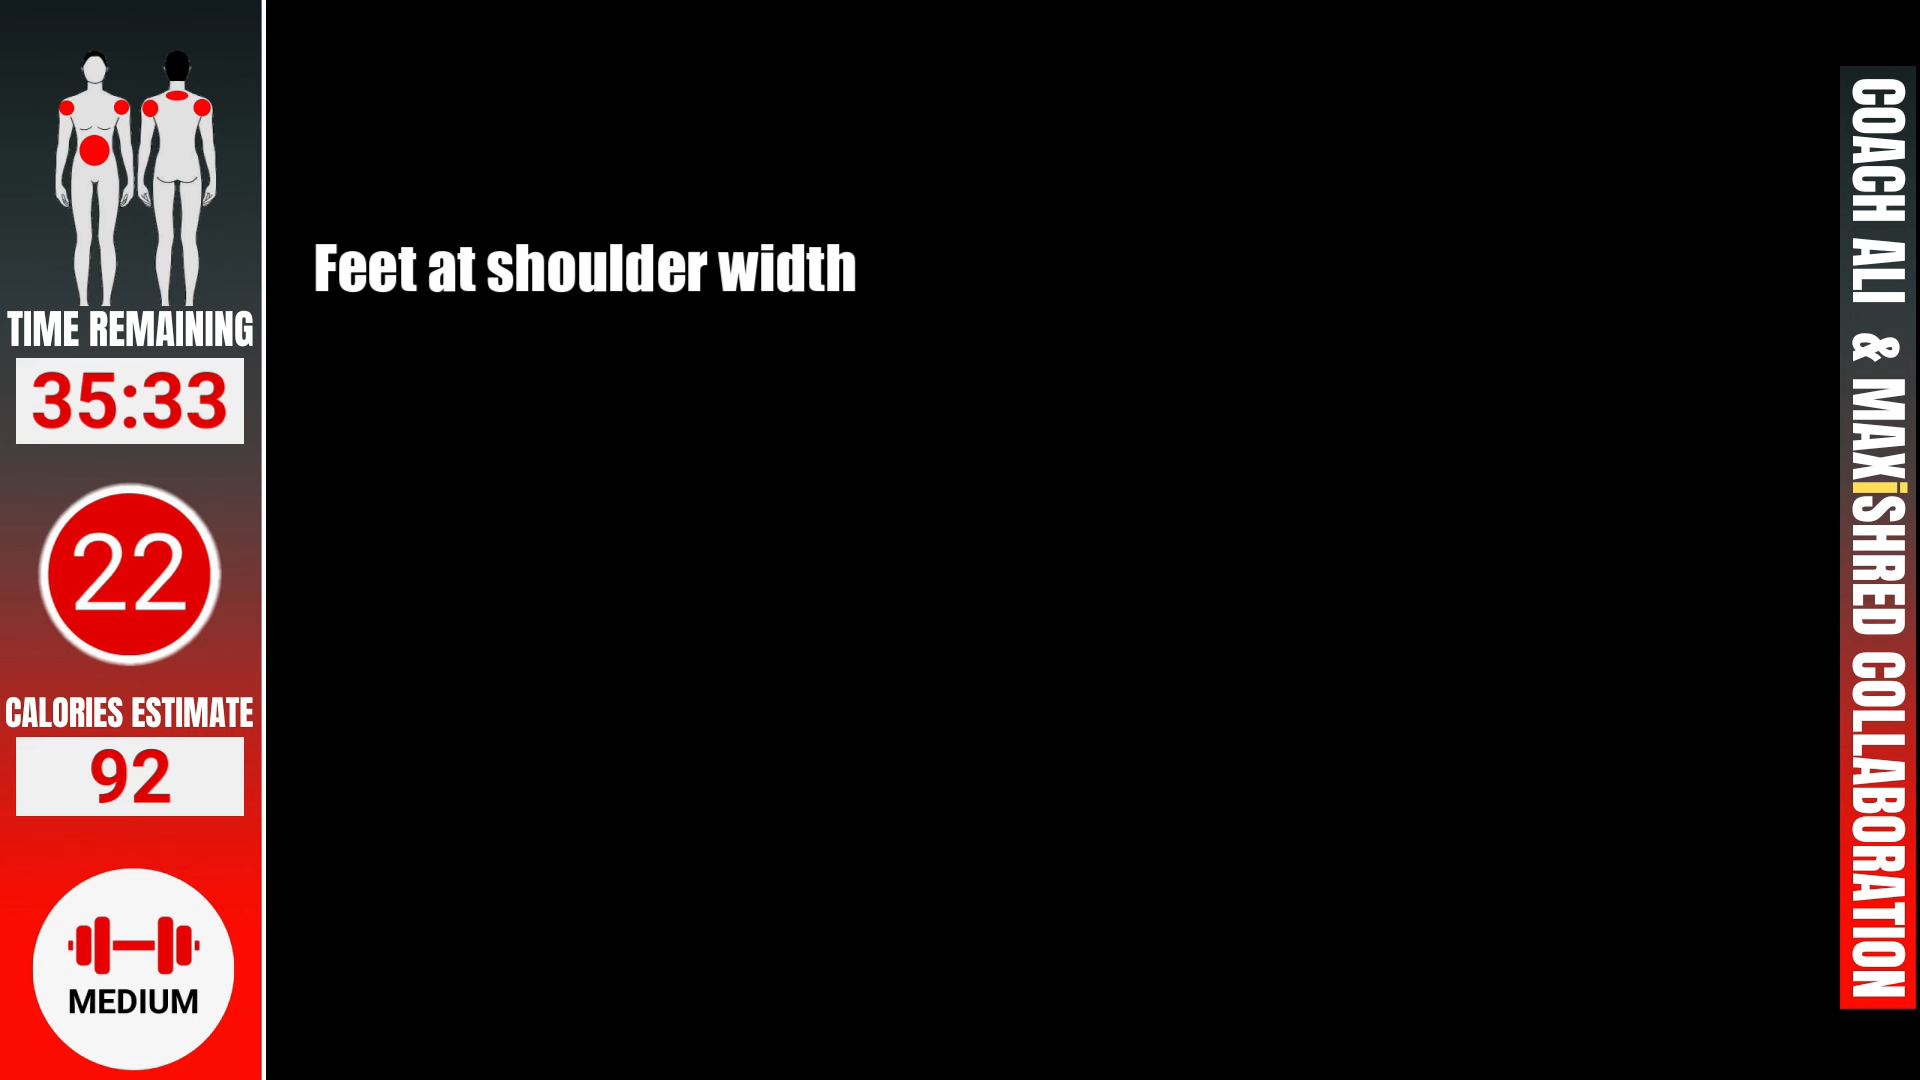 TIME REMAINING
35:33
22
CALORIES ESTIMATE
92
MEDIUM
Feet at shoulder width
COACH ALI & MAXiSHRED COLLABORATION